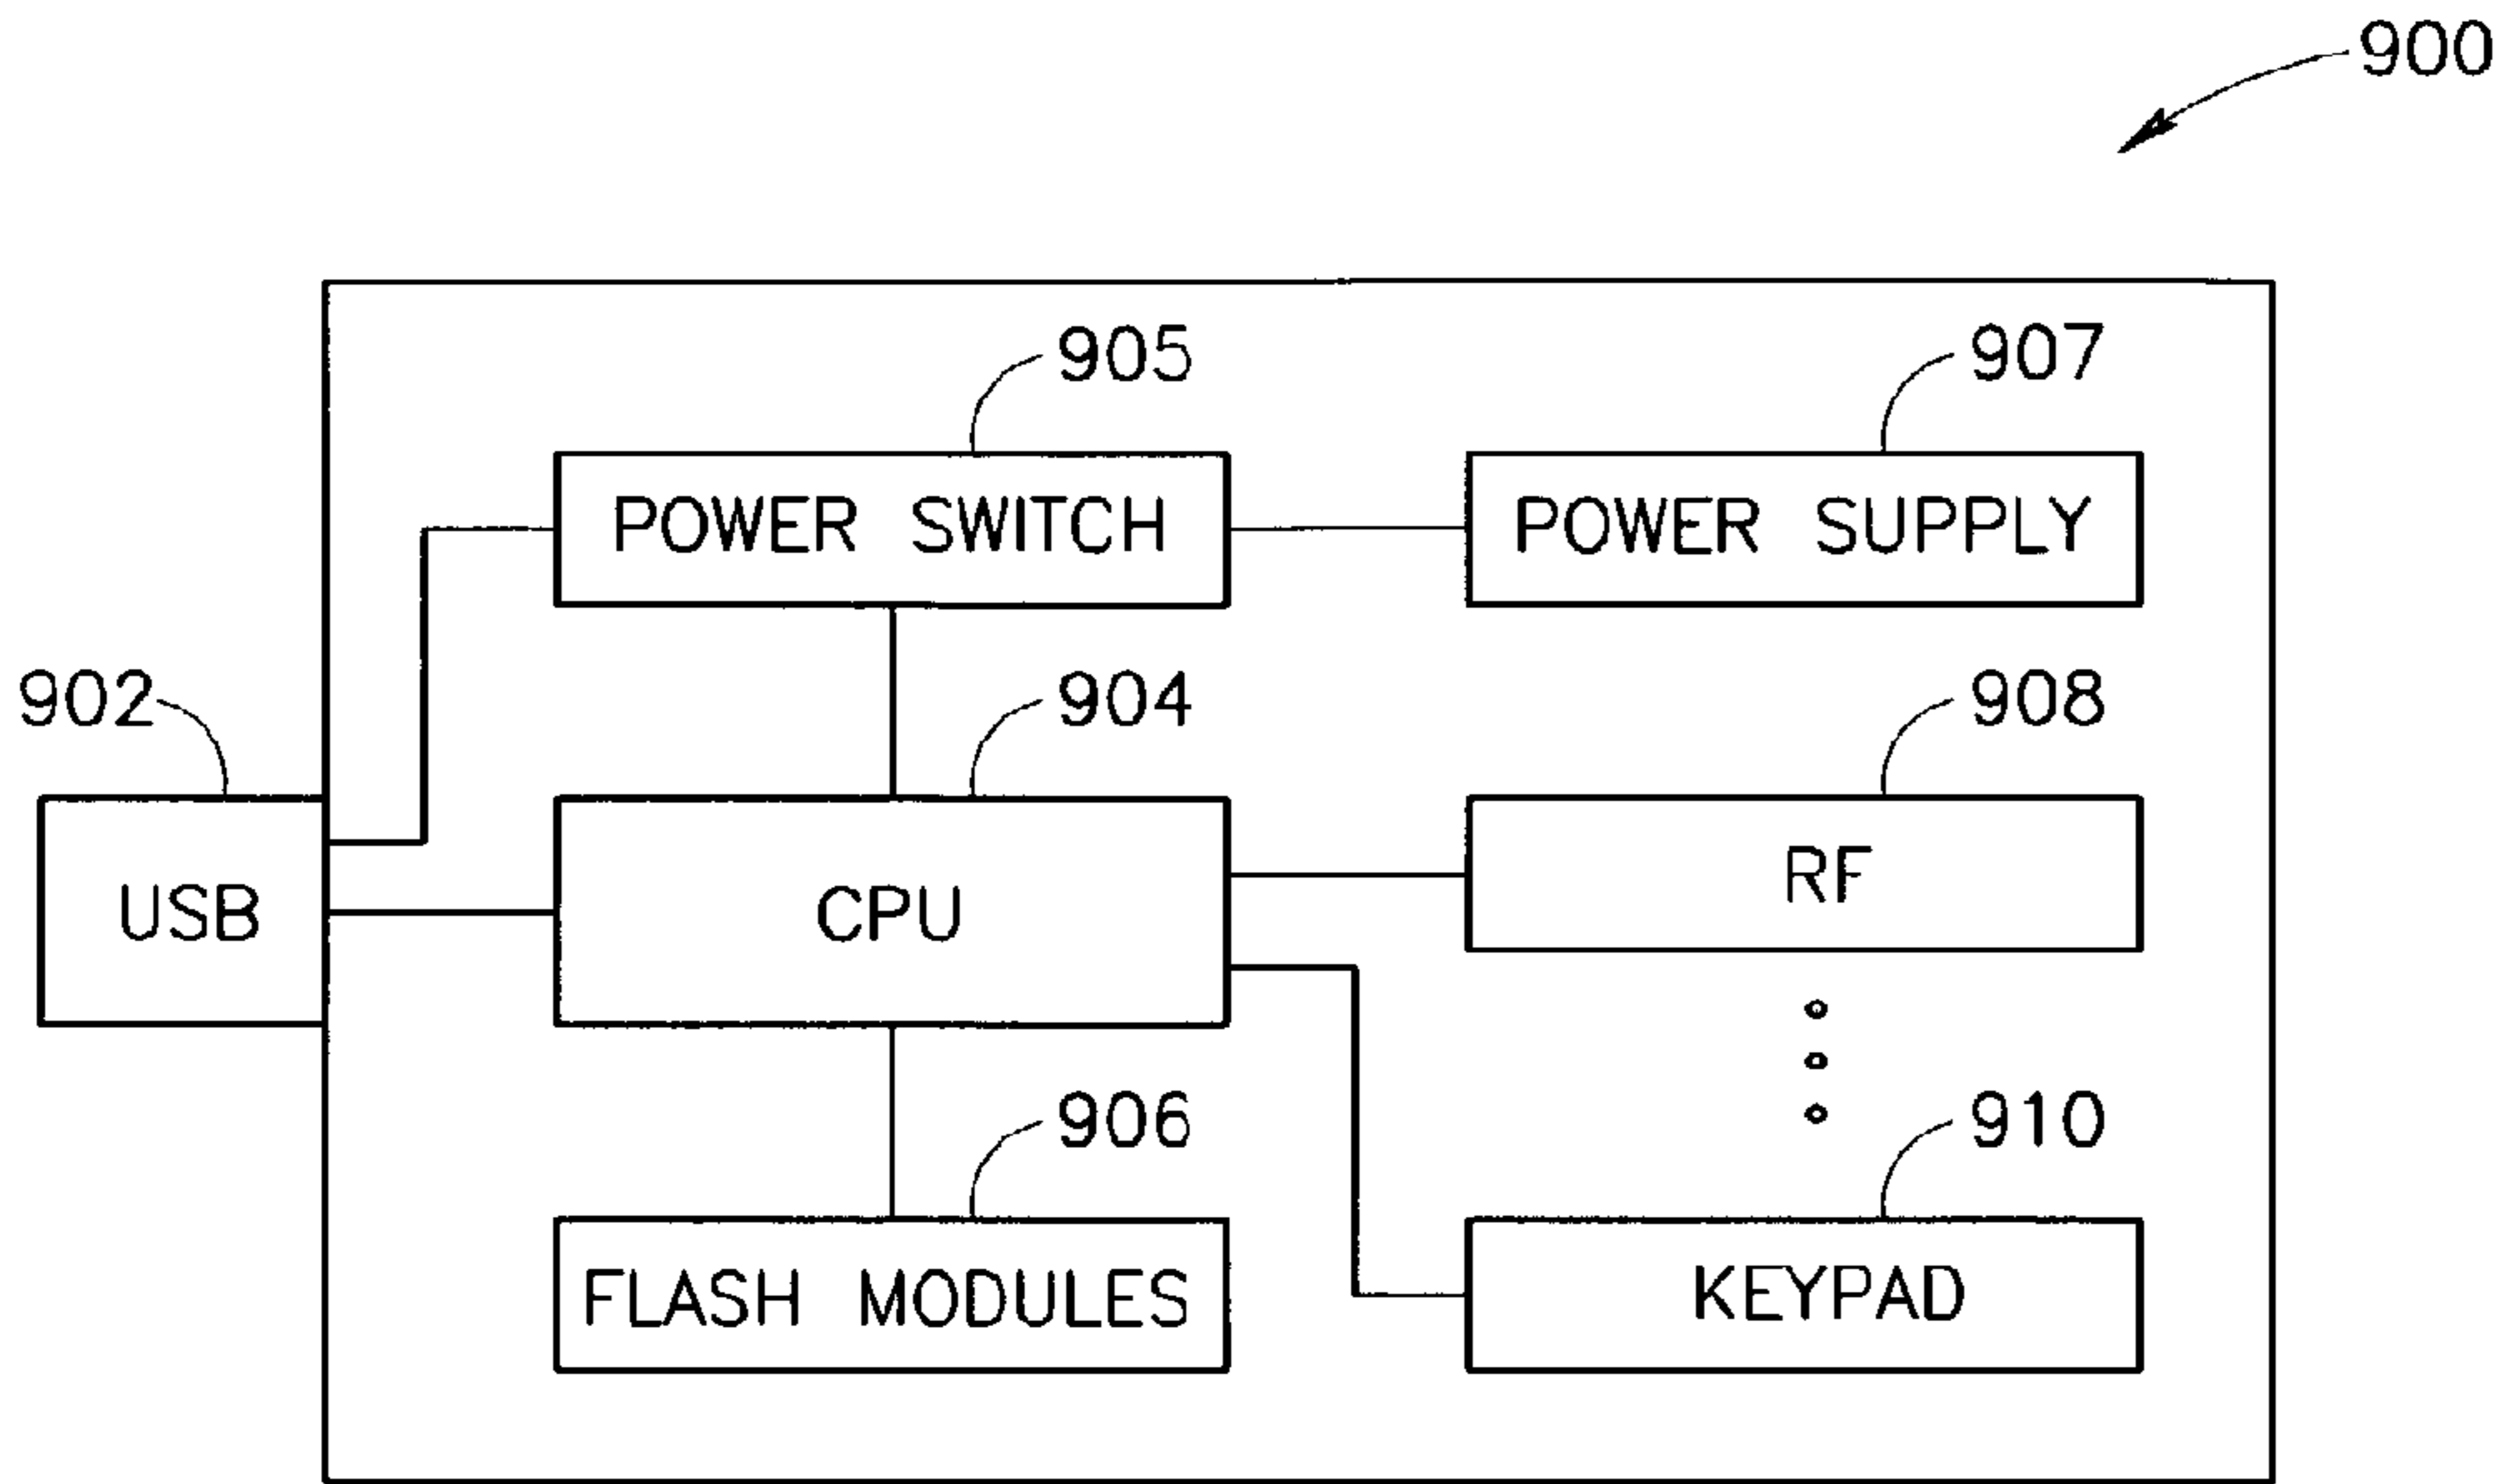 900
905
907
POWER SWITCH
POWER SUPPLY
902
904
908
USB
CPU
RF
906
910
FLASH MODULES
KEYPAD